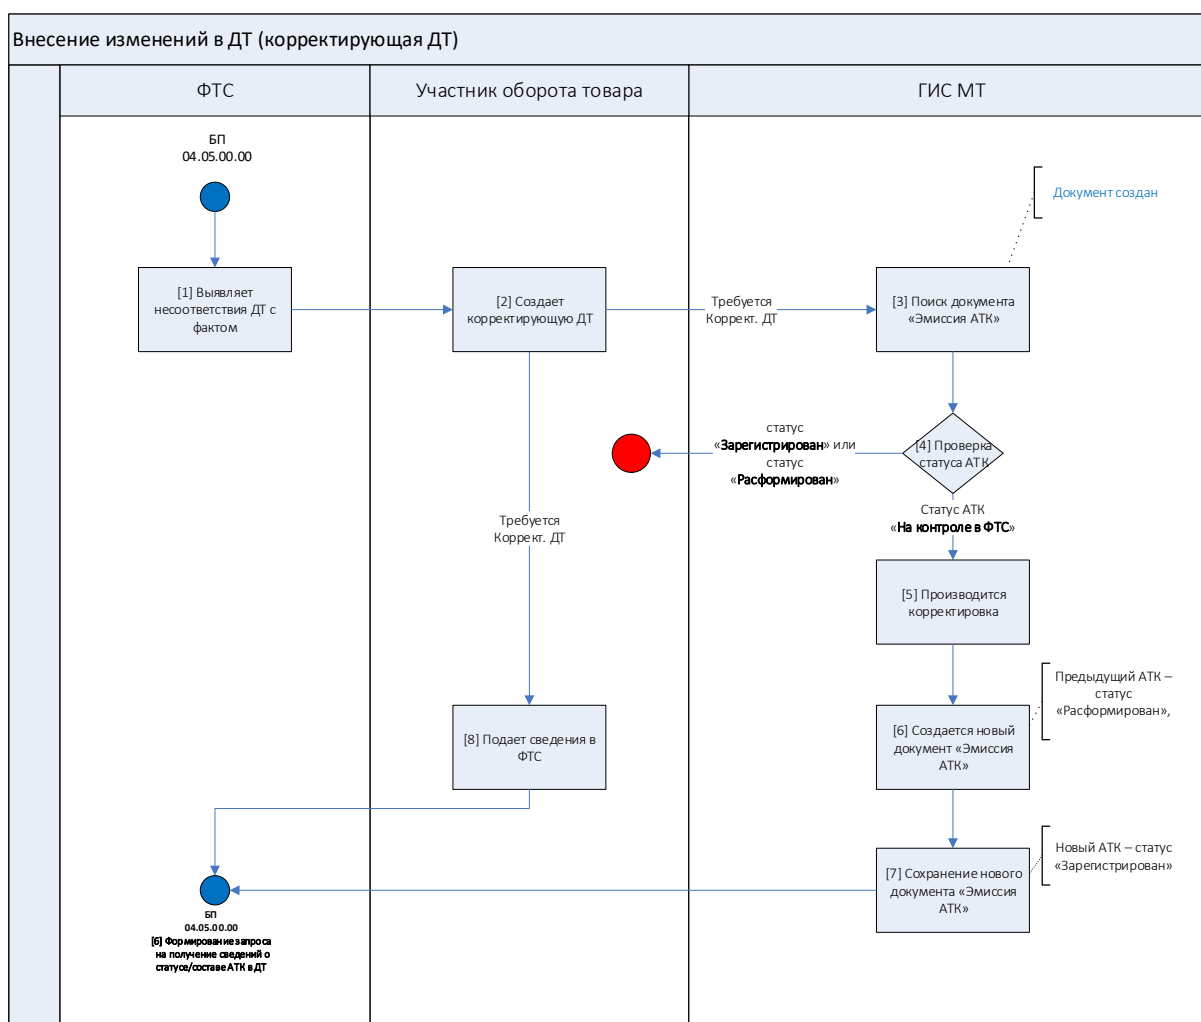 Внесение изменений в ДТ (корректирующая ДТ)
ФТС
Участник оборота товара
ГИС МТ
БП
04.05.00.00
Документ создан
[1] Выявляет
несоответствия ДТ с
фактом
[2] Создает
корректирующую ДТ
Требуется
Коррект. ДТ
[3] Поиск документа
«Эмиссия АТК»
статус
«Зарегистрирован» или
статус
«Расформирован»
[4] Проверка
статуса АТК
Статус АТК
«На контроле в ФТС»
Требуется
Коррект. ДТ
[5] Производится
корректировка
Предыдущий АТК –
статус
«Расформирован»,
[8] Подает сведения в
ФТС
[6] Создается новый
документ «Эмиссия
АТК»
Новый АТК – статус
«Зарегистрирован»
[7] Сохранение нового
документа «Эмиссия
АТК»
БП
04.05.00.00
[6] Формирование запроса
на получение сведений о
статусе/составе АТК в ДТ